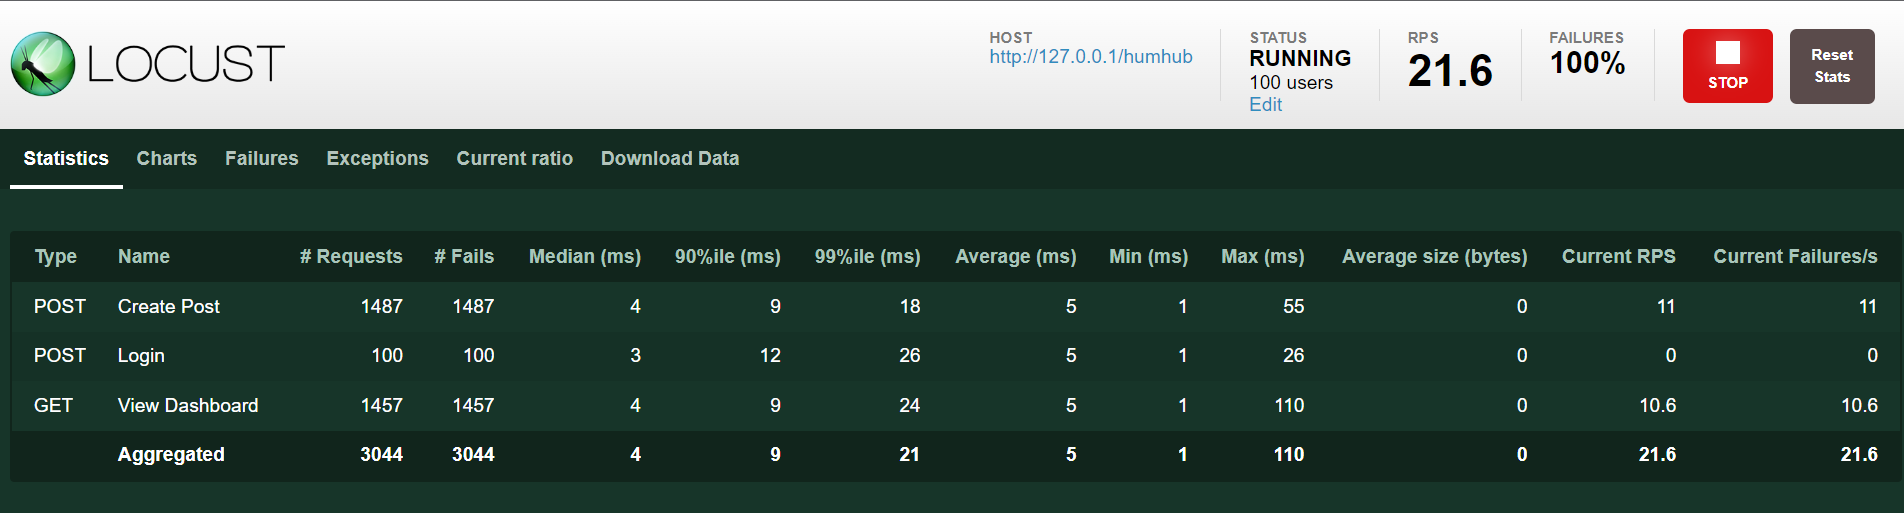 LOCUST
HOST
http://127.0.0.1/humhub
STATUS
RUNNING
100 users
Edit
RPS
21.6
FAILURES
100%
STOP
Reset
Stats
Statistics Charts Failures Exceptions Current ratio Download Data
Type Name # Requests # Fails Median (ms) 90%ile (ms) 99%ile (ms) Average (ms) Min (ms) Max (ms) Average size (bytes) Current RPS Current Failures/s
POST Create Post 1487 1487 4 9 18 5 1 55 0 11 11
POST Login 100 100 3 12 26 5 1 26 0 0 0
GET View Dashboard 1457 1457 4 9 24 5 1 110 0 10.6 10.6
Aggregated 3044 3044 4 9 21 5 1 110 0 21.6 21.6